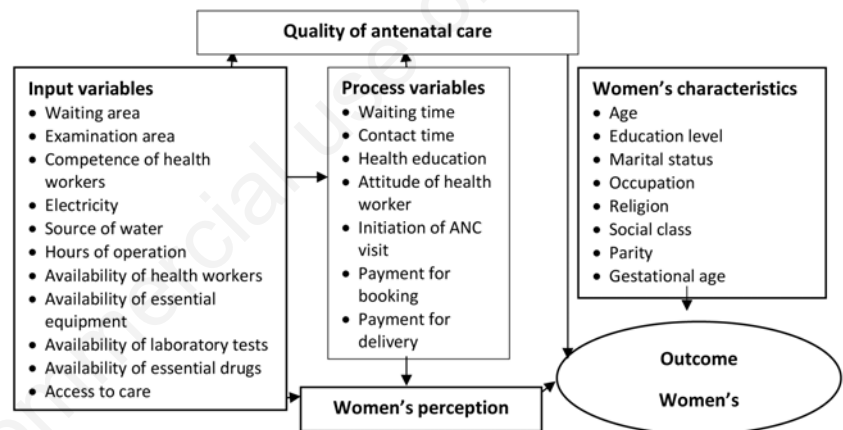 Quality of antenatal care
Input variables
• Waiting area
• Examination area
• Competence of health
workers
• Electricity
• Source of water
• Hours of operation
• Availability of health workers
• Availability of essential
equipment
• Availability of laboratory tests
• Availability of essential drugs
• Access to care
Process variables
• Waiting time
• Contact time
• Health education
• Attitude of health
worker
• Initiation of ANC
visit
• Payment for
booking
• Payment for
delivery
Women’s characteristics
• Age
• Education level
• Marital status
• Occupation
• Religion
• Social class
• Parity
• Gestational age
Women’s perception
Outcome
Women’s
ommercial use o